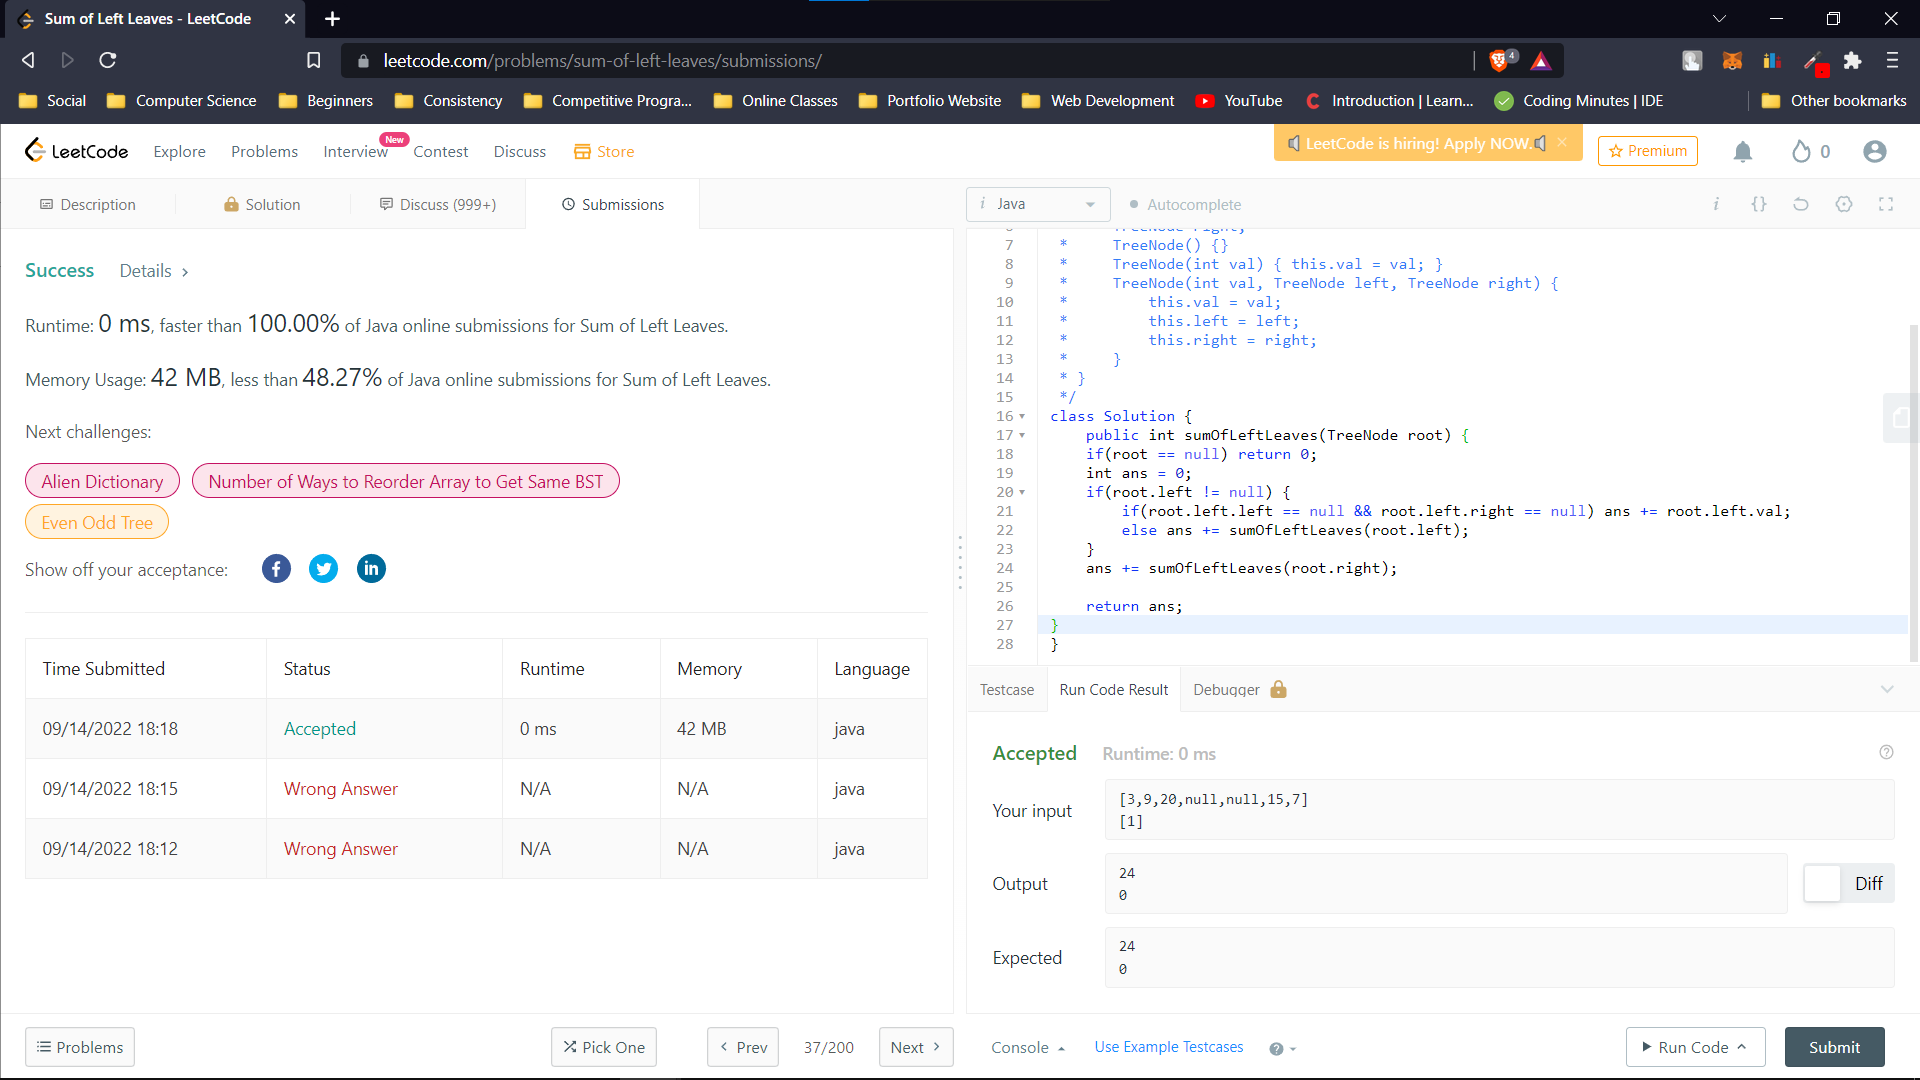 Sum of Left Leaves - LeetCode
leetcode.com/problems/sum-of-left-leaves/submissions/
4
Social Computer Science Beginners Consistency Competitive Progra... Online Classes Portfolio Website Web Development YouTube Introduction | Learn... Coding Minutes | IDE Other bookmarks
LeetCode Explore Problems Interview New Contest Discuss Store LeetCode is hiring! Apply NOW. Premium 0
Description Solution Discuss (999+) Submissions
Success Details >
Runtime: 0 ms, faster than 100.00% of Java online submissions for Sum of Left Leaves.
Memory Usage: 42 MB, less than 48.27% of Java online submissions for Sum of Left Leaves.
Next challenges:
Alien Dictionary Number of Ways to Reorder Array to Get Same BST
Even Odd Tree
Show off your acceptance:
Time Submitted Status Runtime Memory Language
09/14/2022 18:18 Accepted 0 ms 42 MB java
09/14/2022 18:15 Wrong Answer N/A N/A java
09/14/2022 18:12 Wrong Answer N/A N/A java
Problems Pick One < Prev 37/200 Next >
i Java Autocomplete i {}
7 * TreeNode() {}
8 * TreeNode(int val) { this.val = val; }
9 * TreeNode(int val, TreeNode left, TreeNode right) {
10 * this.val = val;
11 * this.left = left;
12 * this.right = right;
13 * }
14 * }
15 */
16 class Solution {
17 public int sumOfLeftLeaves(TreeNode root) {
18 if(root == null) return 0;
19 int ans = 0;
20 if(root.left != null) {
21 if(root.left.left == null && root.left.right == null) ans += root.left.val;
22 else ans += sumOfLeftLeaves(root.left);
23 }
24 ans += sumOfLeftLeaves(root.right);
25
26 return ans;
27 }
28 }
Testcase Run Code Result Debugger
Accepted Runtime: 0 ms
Your input
[3,9,20,null,null,15,7]
[1]
Output
24
0
Diff
Expected
24
0
Console Use Example Testcases Run Code Submit